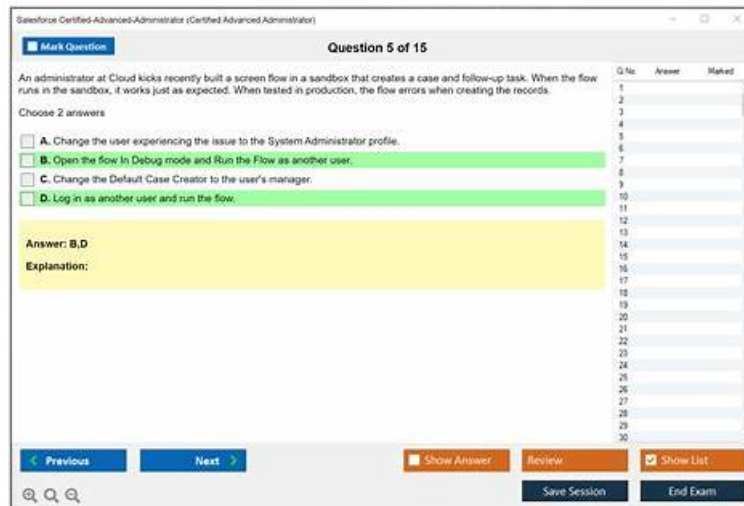 Salesforce Certified-Advanced-Administrator (Certified Advanced Administrator)
Mark Question
Question 5 of 15
An administrator at Cloud kicks recently built a screen flow in a sandbox that creates a case and follow-up task. When the flow
runs in the sandbox, it works just as expected. When tested in production, the flow errors when creating the records.
Choose 2 answers
A. Change the user experiencing the issue to the System Administrator profile.
B. Open the flow In Debug mode and Run the Flow as another user.
C. Change the Default Case Creator to the user's manager.
D. Log in as another user and run the flow.
Answer: B,D
Explanation:
Q No. Answer Marked
1
2
3
4
5
6
7
8
9
10
11
12
13
14
15
16
17
18
19
20
21
22
23
24
25
26
27
28
29
30
Previous
Next
Show Answer
Review
Show List
Save Session
End Exam